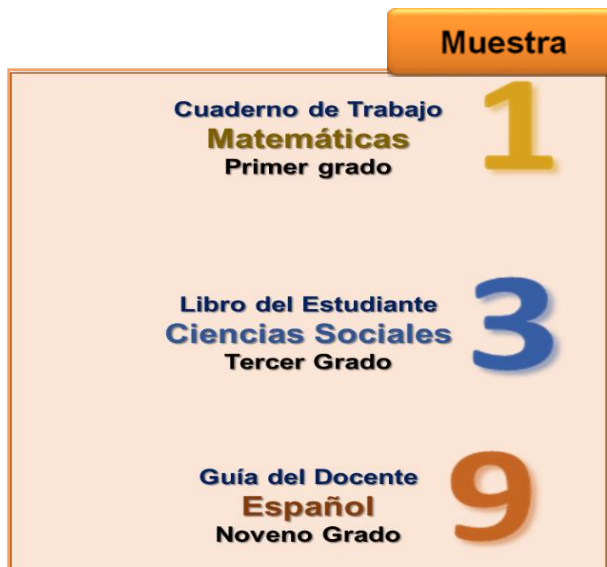 Muestra
Cuaderno de Trabajo
Matemáticas
Primer grado
1
Libro del Estudiante
Ciencias Sociales
Tercer Grado
3
Guía del Docente
Español
Noveno Grado
9